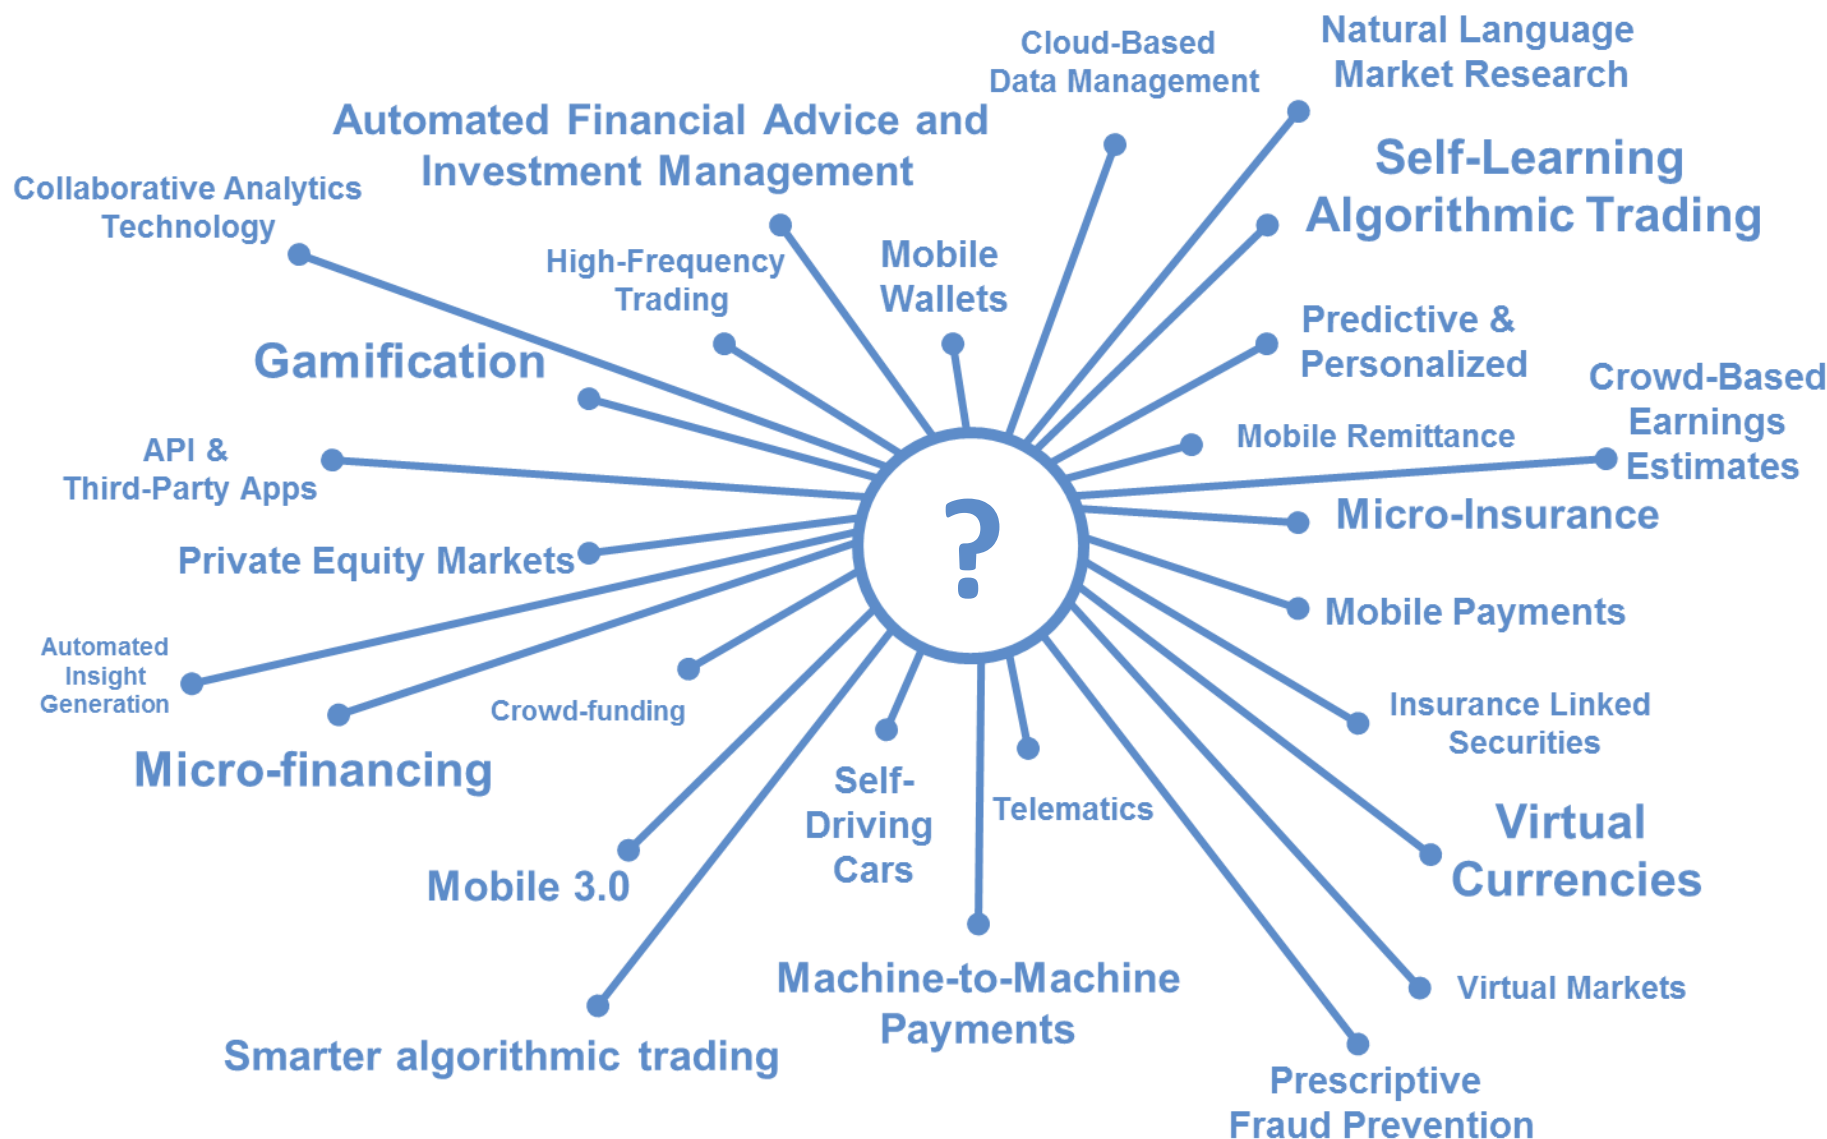 Cloud-Based
Data Management
Natural Language
Market Research
Automated Financial Advice and
Investment Management
Self-Learning
Algorithmic Trading
Collaborative Analytics
Technology
High-Frequency
Trading
Mobile
Wallets
Predictive &
Personalized
Gamification
Crowd-Based
Earnings
Estimates
Mobile Remittance
API &
Third-Party Apps
Micro-Insurance
?
Private Equity Markets
Mobile Payments
Automated
Insight
Generation
Crowd-funding
Insurance Linked
Securities
Micro-financing
Self-
Driving
Cars
Telematics
Virtual
Currencies
Mobile 3.0
Machine-to-Machine
Payments
Virtual Markets
Smarter algorithmic trading
Prescriptive
Fraud Prevention